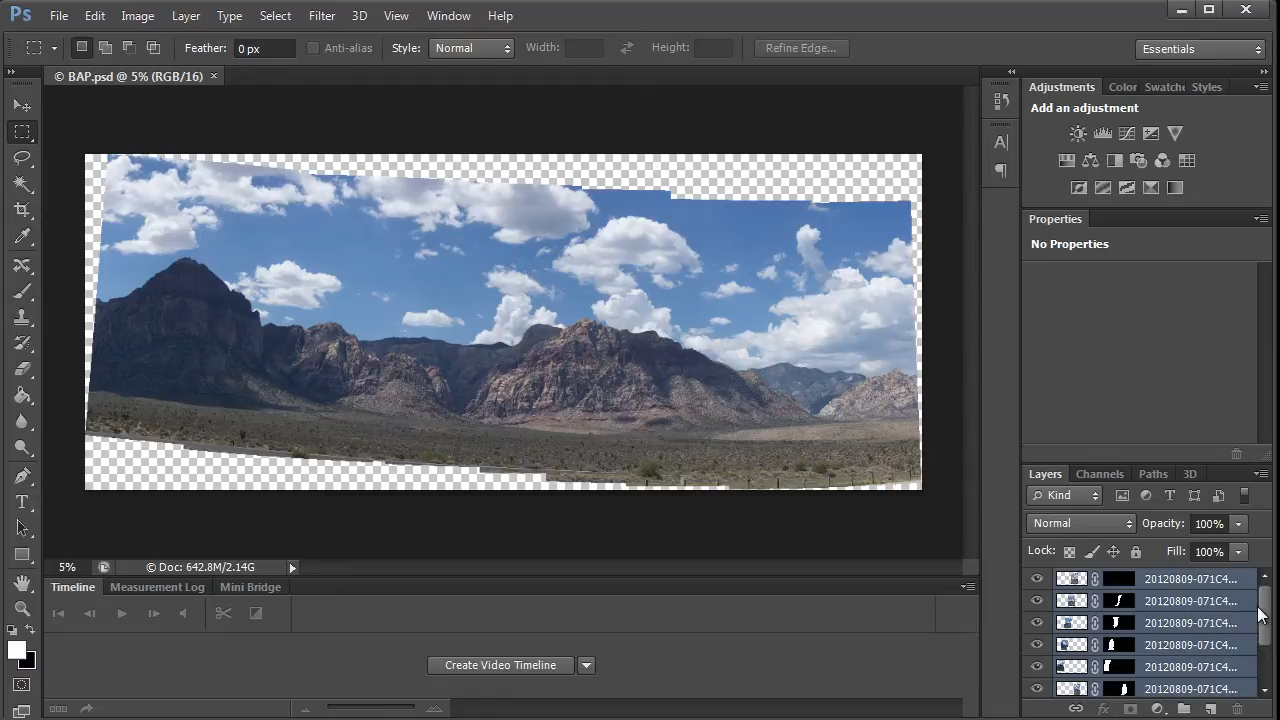 Ps File Edit Image Layer Type Select Filter 3D View Window Help
Feather: 0 px Anti-alias Style: Normal Width: Height: Refine Edge... Essentials
© BAP.psd @ 5% (RGB/16) ×
Adjustments Color Swatche Styles
Add an adjustment
Properties
No Properties
Layers Channels Paths 3D
Kind
Normal Opacity: 100%
Lock: Fill: 100%
20120809-071C4...
20120809-071C4...
20120809-071C4...
20120809-071C4...
20120809-071C4...
20120809-071C4...
5% © Doc: 642.8M/2.14G
Timeline Measurement Log Mini Bridge
Create Video Timeline